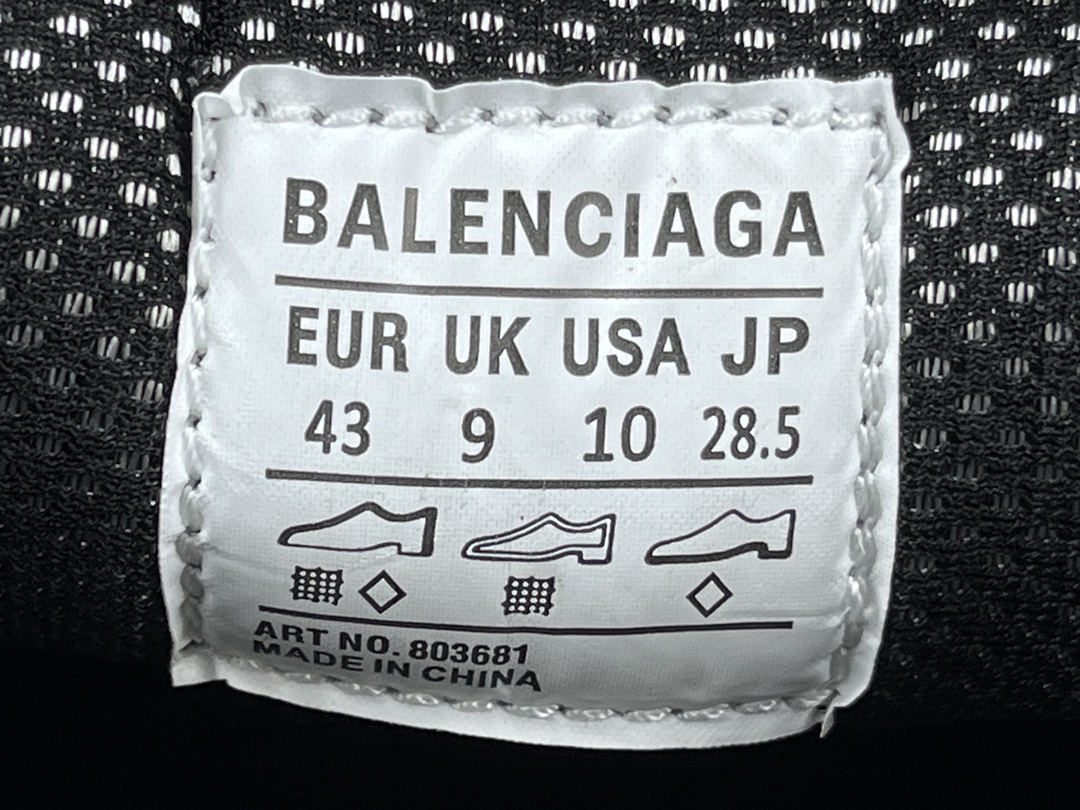 BALENCIAGA
EUR UK USA JP
43 9 10 28.5
ART NO. 803681
MADE IN CHINA